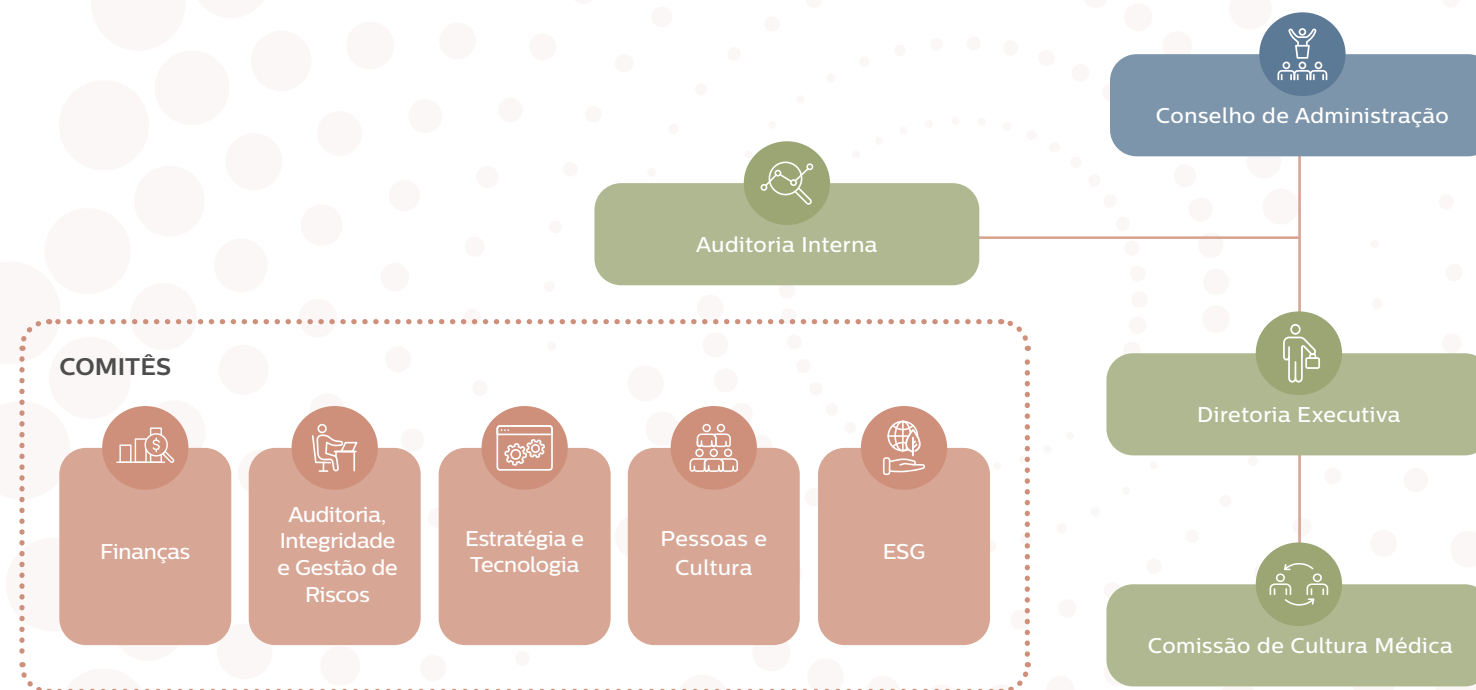 Conselho de Administração
Auditoria Interna
COMITÊS
Diretoria Executiva
Finanças
Auditoria,
Integridade
e Gestão de
Riscos
Estratégia e
Tecnologia
Pessoas e
Cultura
ESG
Comissão de Cultura Médica